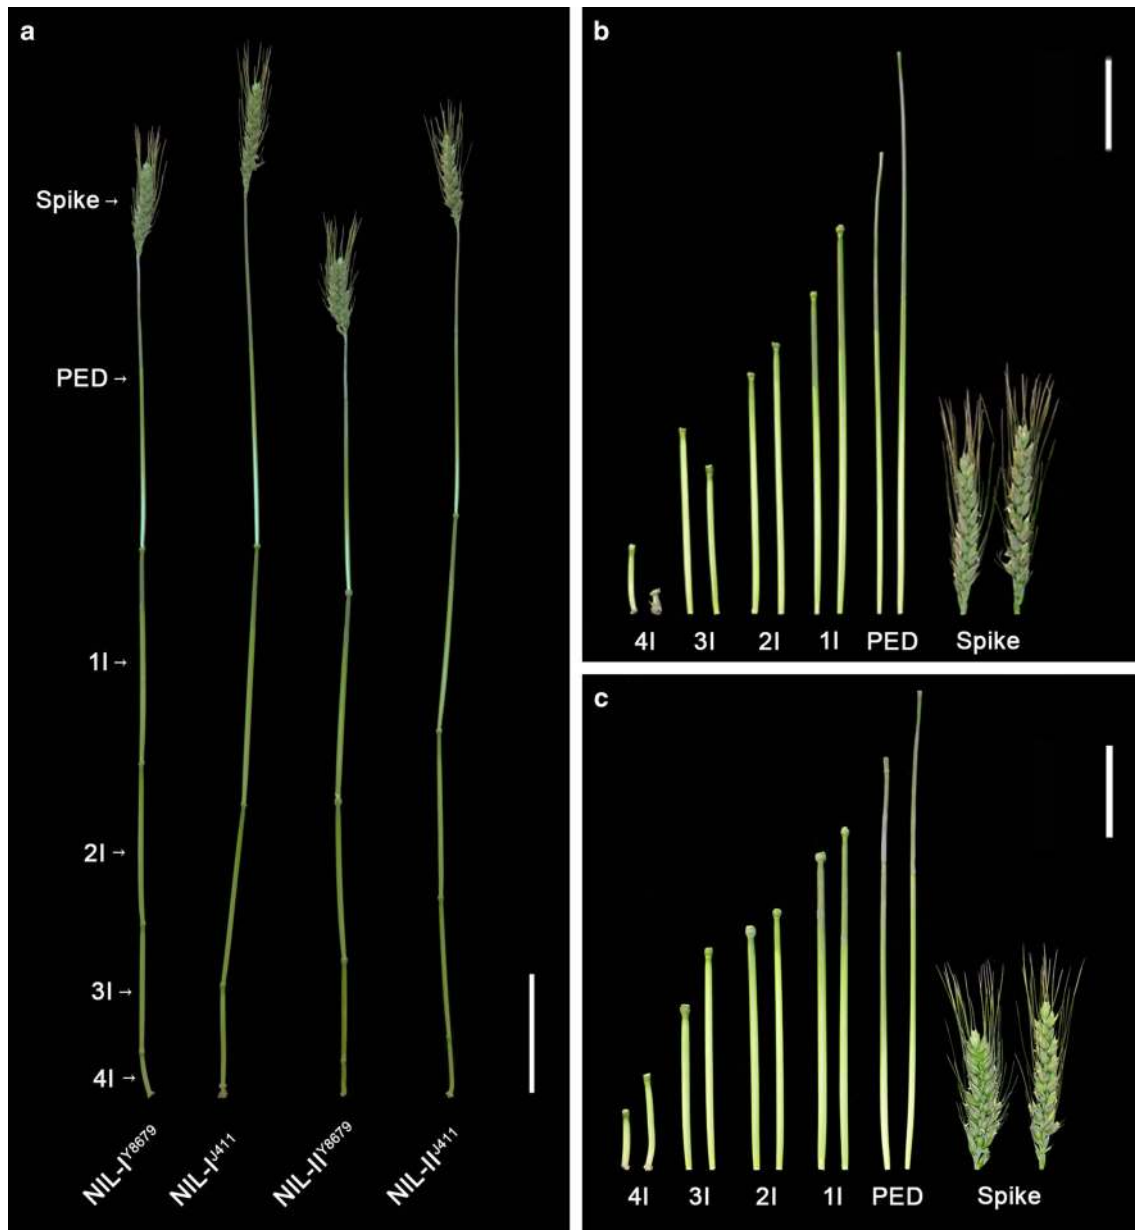 a
Spike →
PED →
1I →
2I →
3I →
4I →
NIL-I^Y8679
NIL-I^J411
NIL-II^Y8679
NIL-II^J411
b
4I 3I 2I 1I PED Spike
c
4I 3I 2I 1I PED Spike